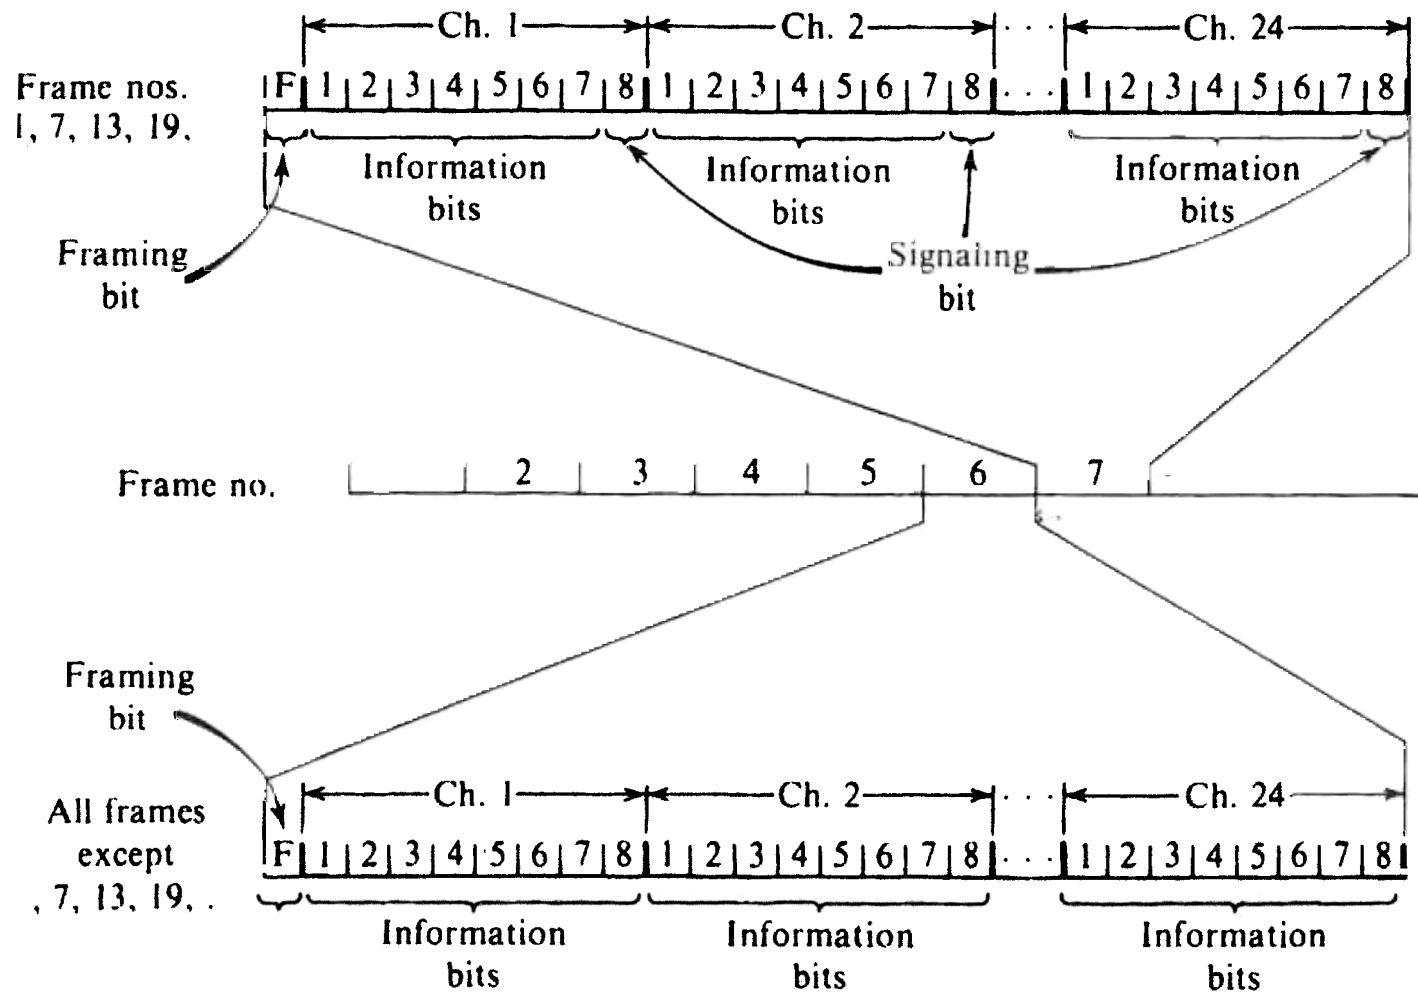 Ch. 1 Ch. 2 . . . Ch. 24
Frame nos.
1, 7, 13, 19,
F 1 2 3 4 5 6 7 8 1 2 3 4 5 6 7 8 . . . 1 2 3 4 5 6 7 8
Information
bits
Information
bits
Information
bits
Framing
bit
Signaling
bit
Frame no.
2 3 4 5 6 7
Framing
bit
Ch. 1 Ch. 2 . . . Ch. 24
All frames
except
, 7, 13, 19, .
F 1 2 3 4 5 6 7 8 1 2 3 4 5 6 7 8 . . . 1 2 3 4 5 6 7 8
Information
bits
Information
bits
Information
bits